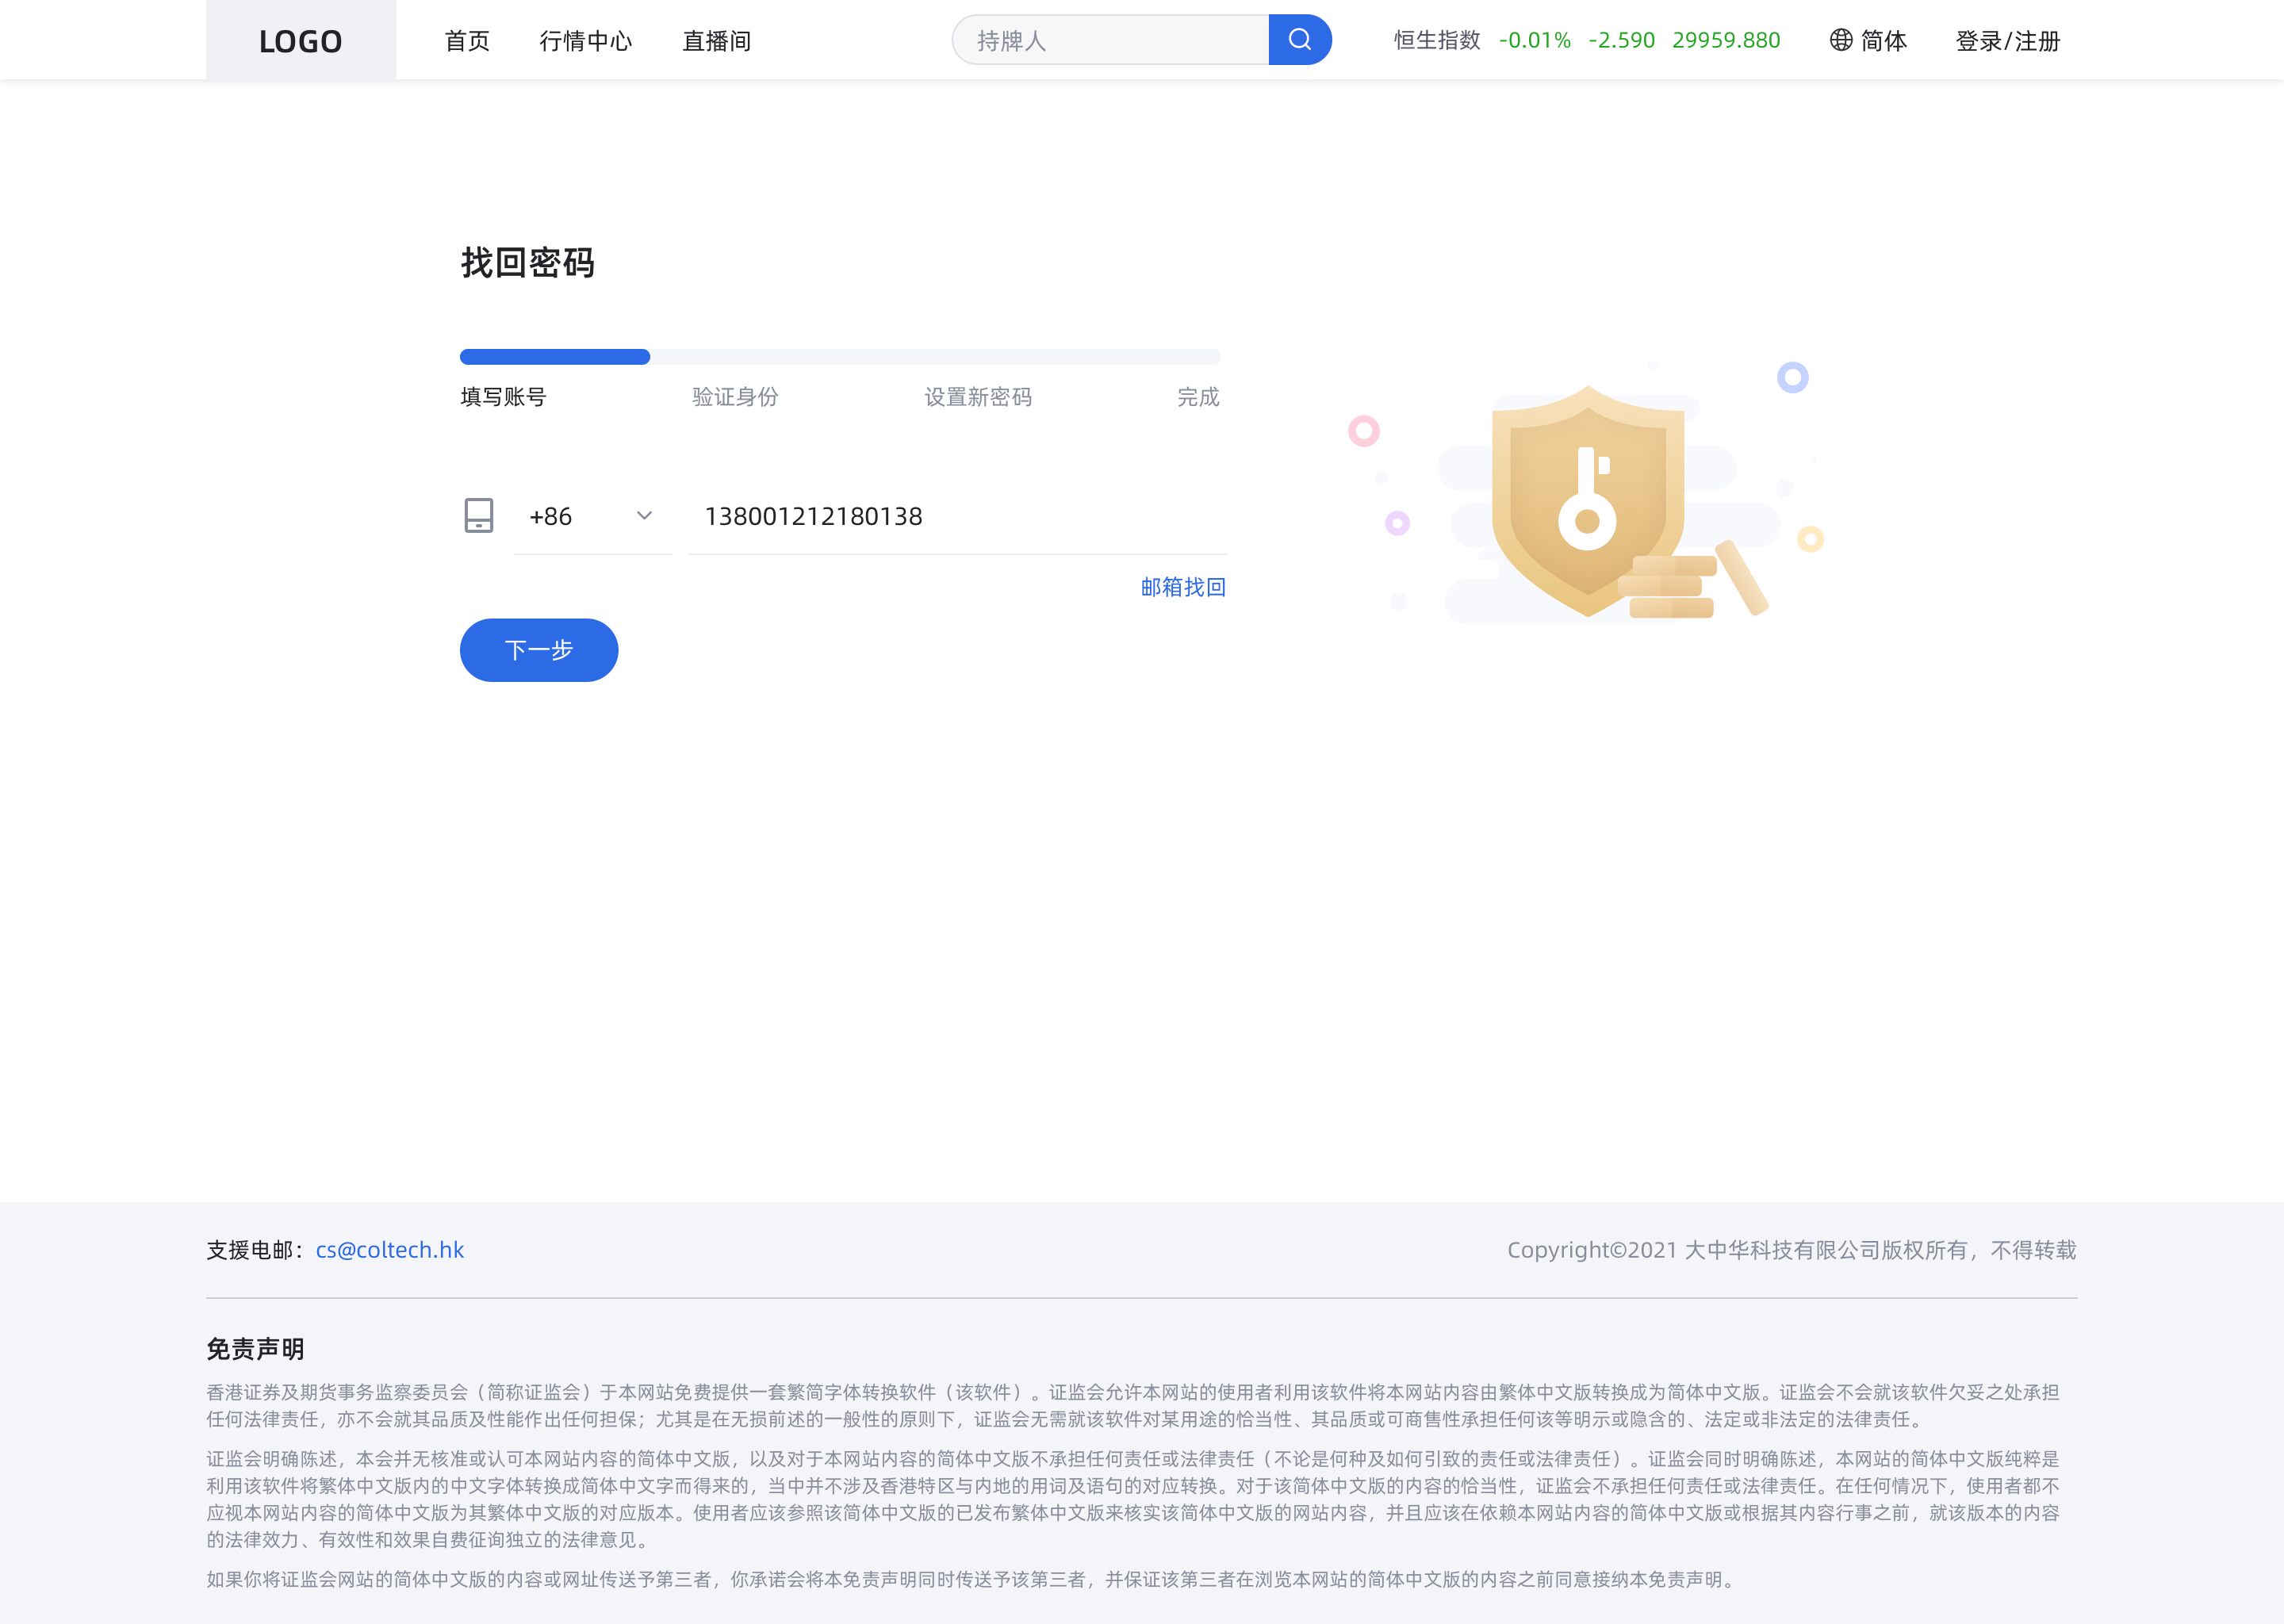 LOGO 首页 行情中心 直播间 持牌人 恒生指数 -0.01% -2.590 29959.880 简体 登录/注册
找回密码
填写账号 验证身份 设置新密码 完成
+86 138001212180138
邮箱找回
下一步
支援电邮：cs@coltech.hk Copyright©2021 大中华科技有限公司版权所有，不得转载
免责声明
香港证券及期货事务监察委员会（简称证监会）于本网站免费提供一套繁简字体转换软件（该软件）。证监会允许本网站的使用者利用该软件将本网站内容由繁体中文版转换成为简体中文版。证监会不会就该软件欠妥之处承担
任何法律责任，亦不会就其品质及性能作出任何担保；尤其是在无损前述的一般性的原则下，证监会无需就该软件对某用途的恰当性、其品质或可商售性承担任何该等明示或隐含的、法定或非法定的法律责任。
证监会明确陈述，本会并无核准或认可本网站内容的简体中文版，以及对于本网站内容的简体中文版不承担任何责任或法律责任（不论是何种及如何引致的责任或法律责任）。证监会同时明确陈述，本网站的简体中文版纯粹是
利用该软件将繁体中文版内的中文字体转换成简体中文字而得来的，当中并不涉及香港特区与内地的用词及语句的对应转换。对于该简体中文版的内容的恰当性，证监会不承担任何责任或法律责任。在任何情况下，使用者都不
应视本网站内容的简体中文版为其繁体中文版的对应版本。使用者应该参照该简体中文版的已发布繁体中文版来核实该简体中文版的网站内容，并且应该在依赖本网站内容的简体中文版或根据其内容行事之前，就该版本的内容
的法律效力、有效性和效果自费征询独立的法律意见。
如果你将证监会网站的简体中文版的内容或网址传送予第三者，你承诺会将本免责声明同时传送予该第三者，并保证该第三者在浏览本网站的简体中文版的内容之前同意接纳本免责声明。